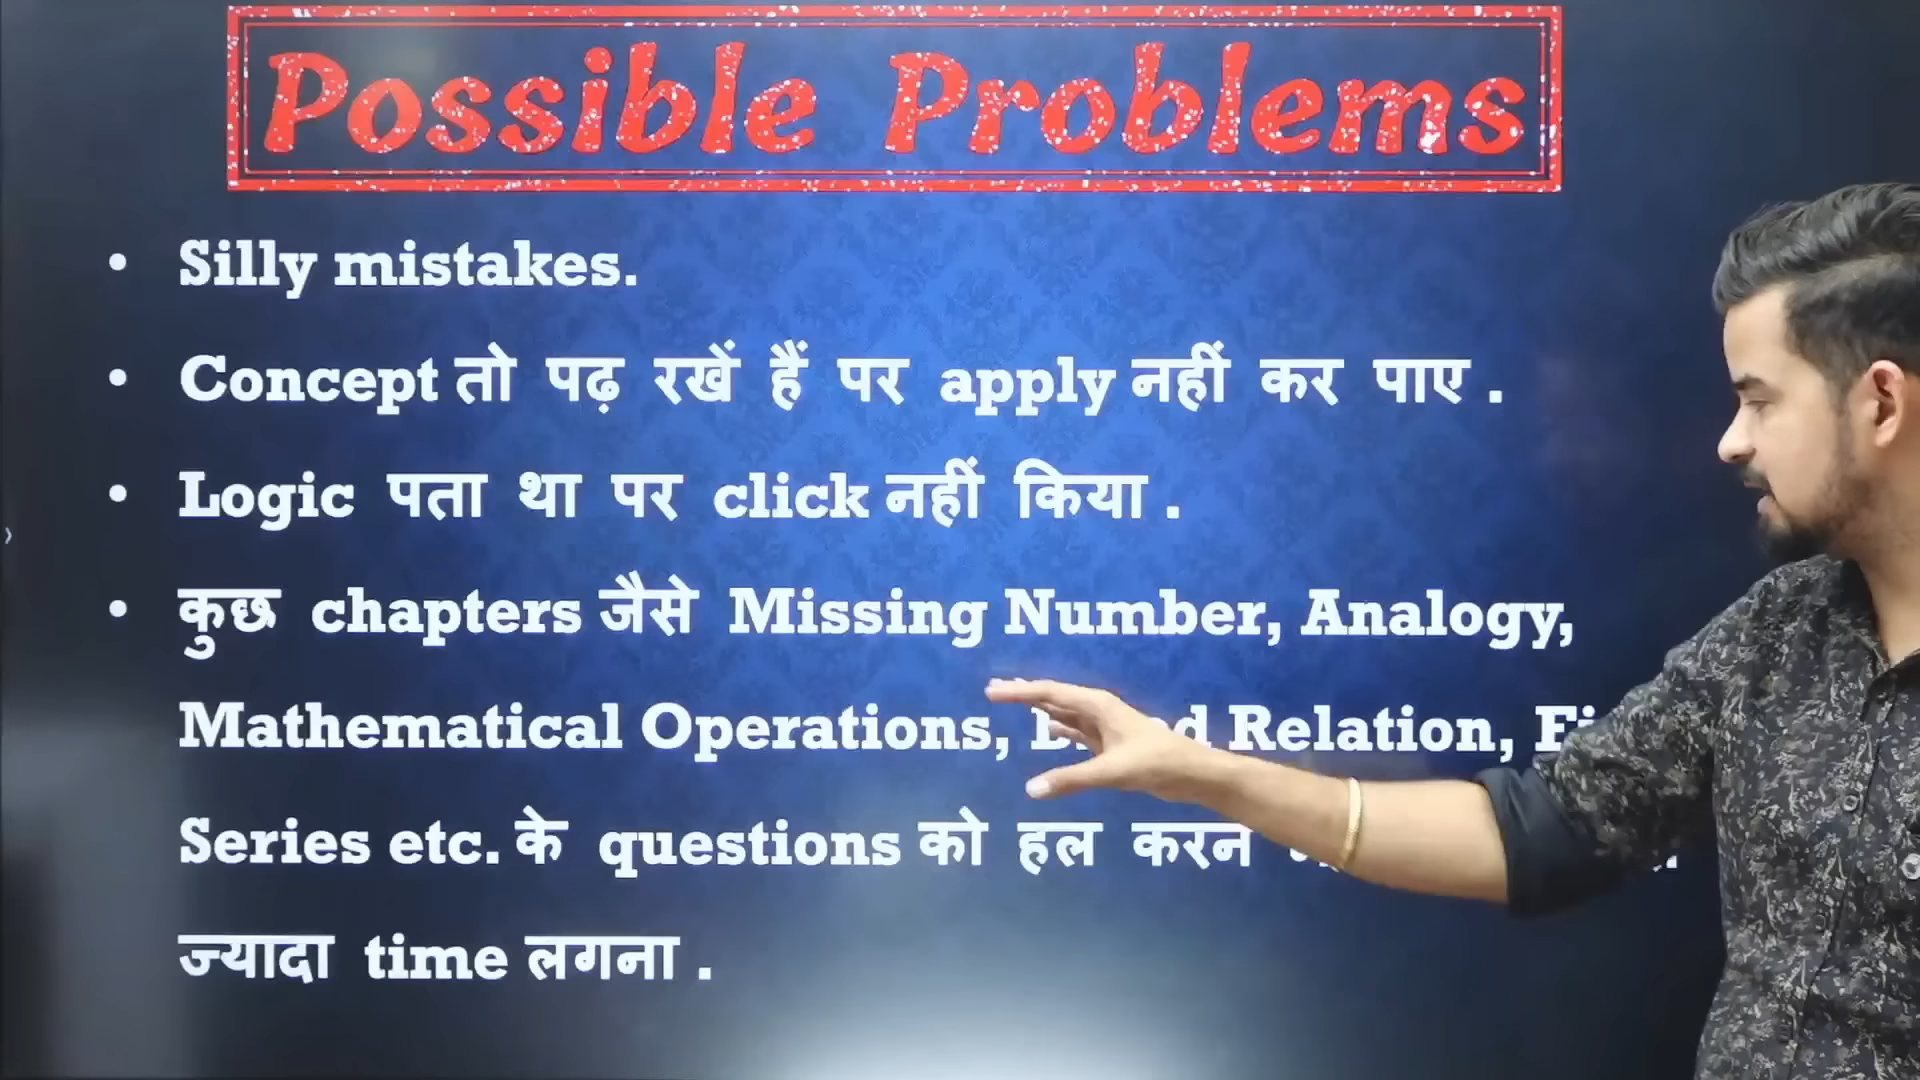 Possible Problems
• Silly mistakes.
• Concept तो पढ़ रखें हैं पर apply नहीं कर पाए .
• Logic पता था पर click नहीं किया .
• कुछ chapters जैसे Missing Number, Analogy,
Mathematical Operations, Relation,
Series etc. के questions को हल
ज्यादा time लगना .